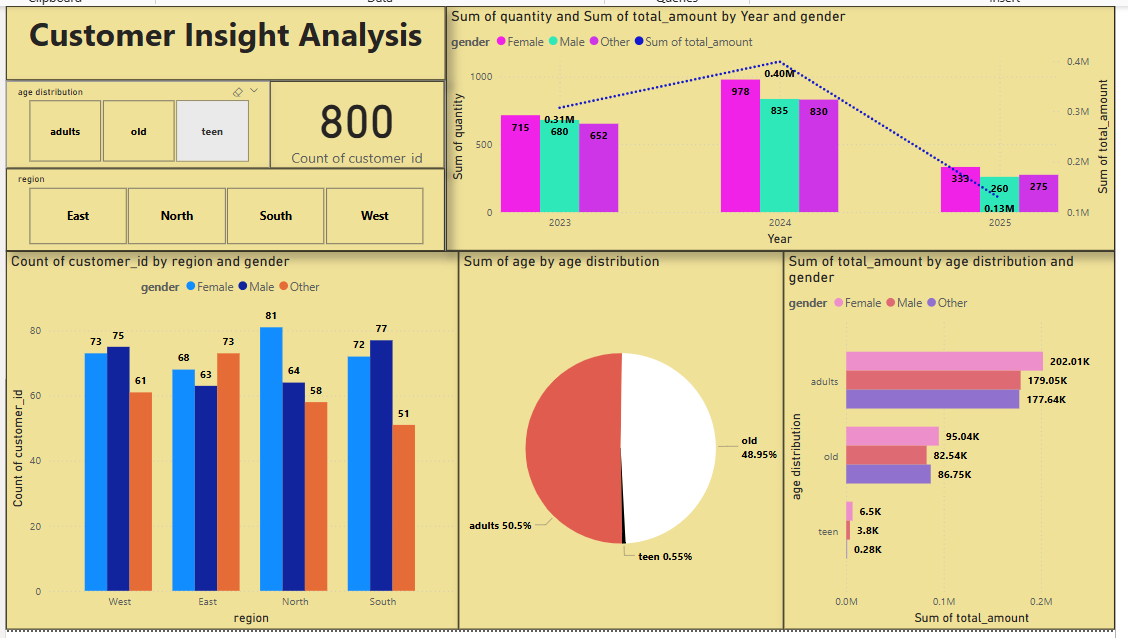 Clipboard
Data
Queries
Insert
Customer Insight Analysis
age distribution
adults
old
teen
800
Count of customer_id
region
East
North
South
West
Sum of quantity and Sum of total_amount by Year and gender
gender Female Male Other Sum of total_amount
Sum of quantity
1000
500
0
715
0.31M
680
652
978
0.40M
835
830
333
260
0.13M
275
0.4M
0.3M
0.2M
0.1M
Sum of total_amount
2023
2024
2025
Year
Count of customer_id by region and gender
gender Female Male Other
Count of customer_id
80
60
40
20
0
73
75
61
68
63
73
81
64
58
72
77
51
West
East
North
South
region
Sum of age by age distribution
old
48.95%
adults 50.5%
teen 0.55%
Sum of total_amount by age distribution and
gender
gender Female Male Other
age distribution
adults
202.01K
179.05K
177.64K
old
95.04K
82.54K
86.75K
teen
6.5K
3.8K
0.28K
0.0M
0.1M
0.2M
Sum of total_amount